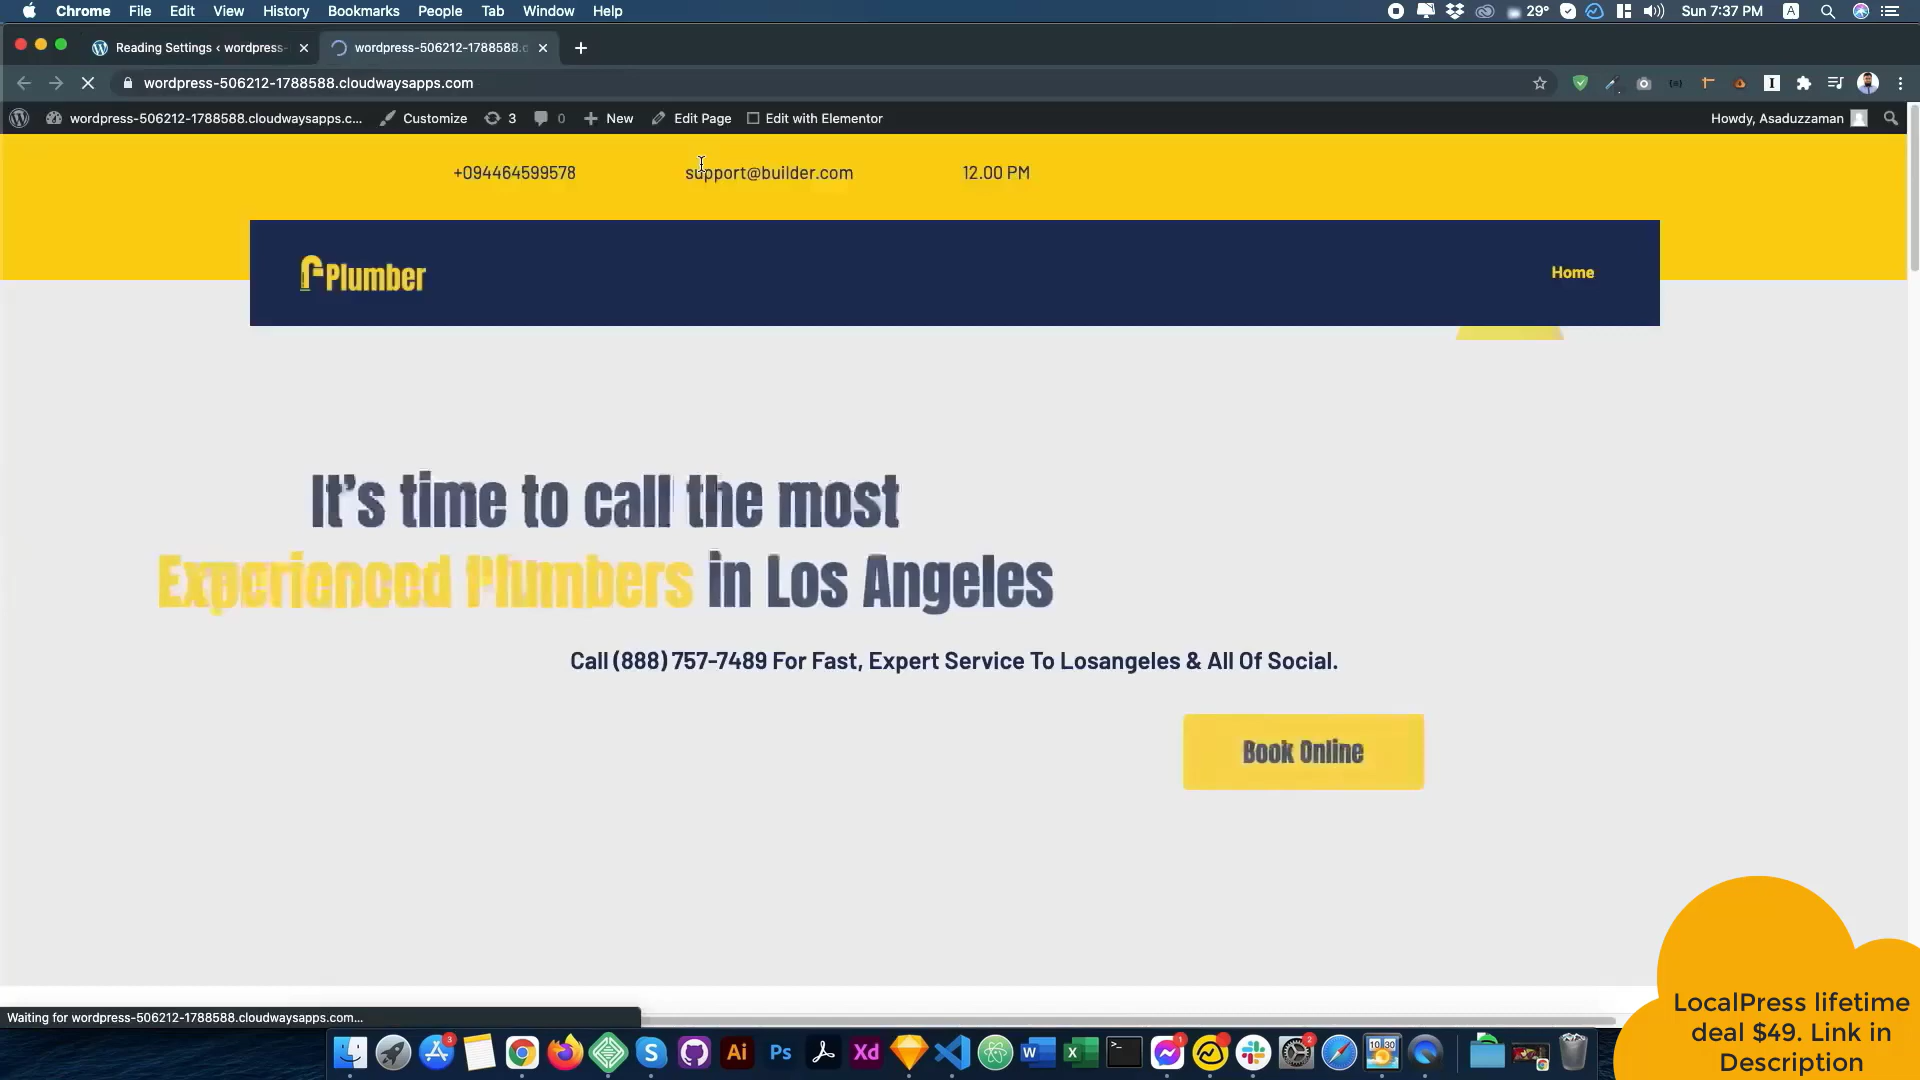 Chrome File Edit View History Bookmarks People Tab Window Help 29° Sun 7:37 PM A
Reading Settings ‹ wordpress- wordpress-506212-1788588.c
wordpress-506212-1788588.cloudwaysapps.com
wordpress-506212-1788588.cloudwaysapps.c... Customize 3 0 New Edit Page Edit with Elementor Howdy, Asaduzzaman
+094464599578 support@builder.com 12.00 PM
Plumber Home
It's time to call the most
Experienced Plumbers in Los Angeles
Call (888) 757-7489 For Fast, Expert Service To Losangeles & All Of Social.
Book Online
LocalPress lifetime
deal $49. Link in
Description
Waiting for wordpress-506212-1788588.cloudwaysapps.com...